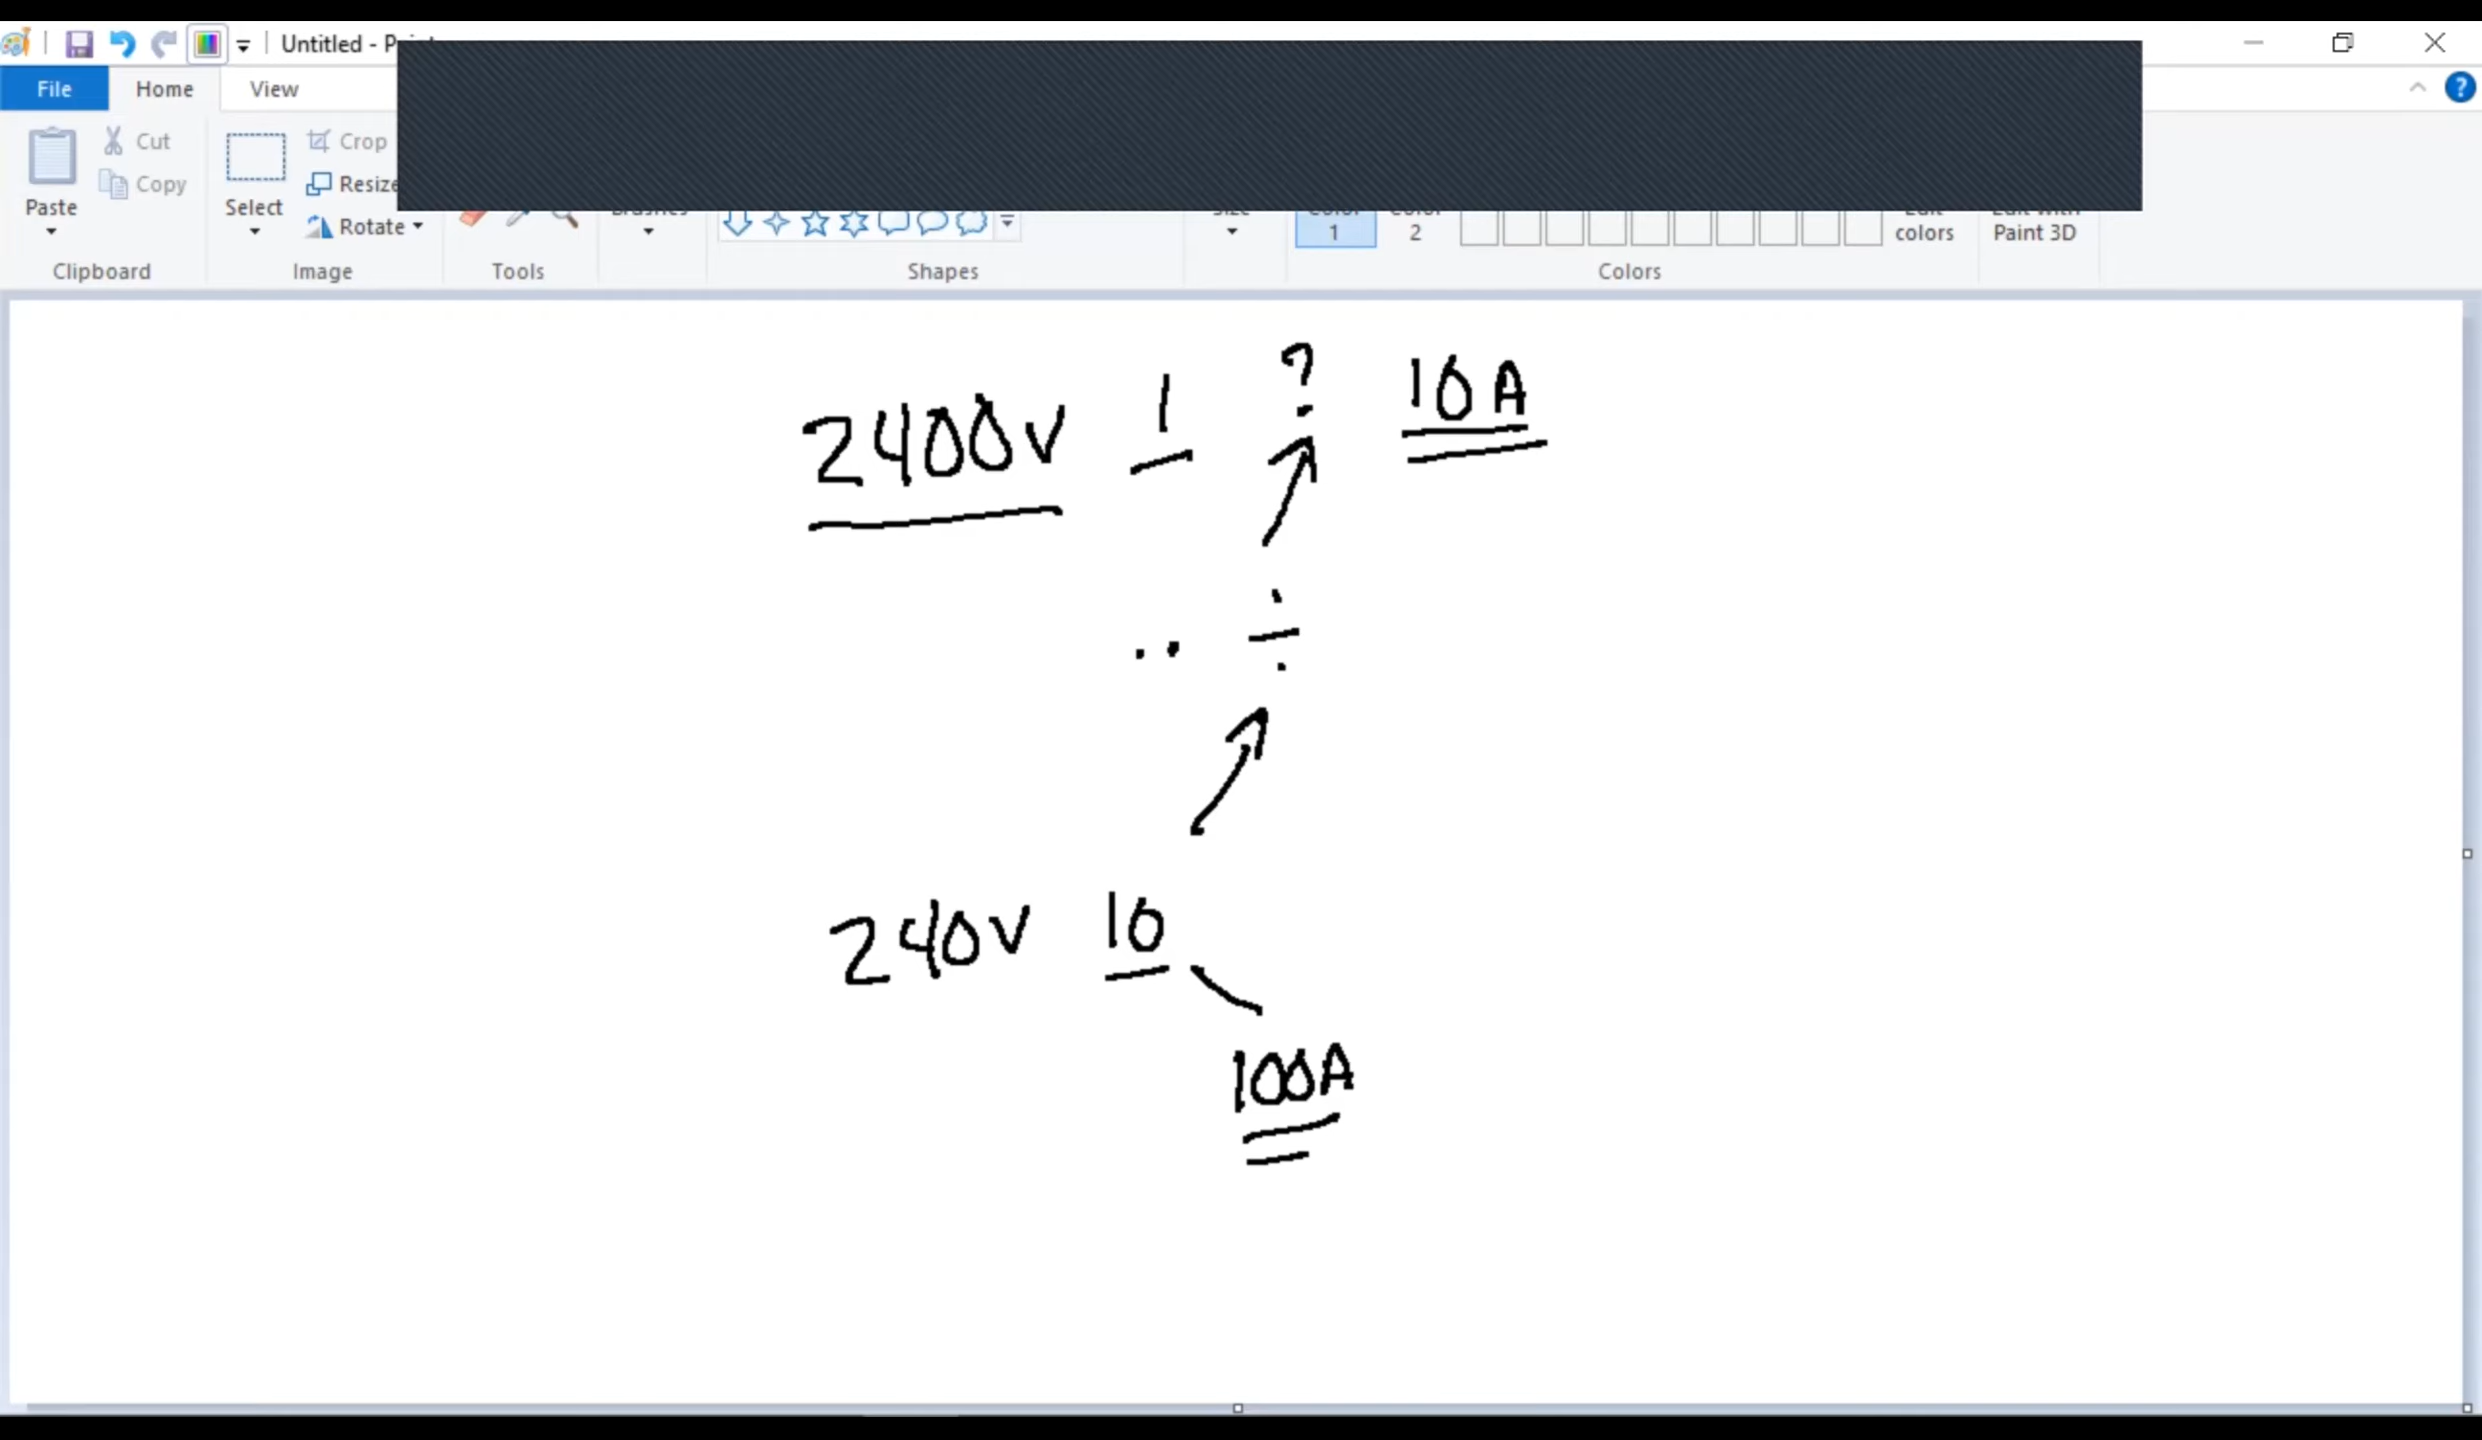 Untitled -
File Home View
Cut
Crop
Copy
Resize
Paste
Select
Rotate
1
2
colors
Paint 3D
Clipboard
Image
Tools
Shapes
Colors
?
10A
2400V 1
.. ÷
240V 10
100A